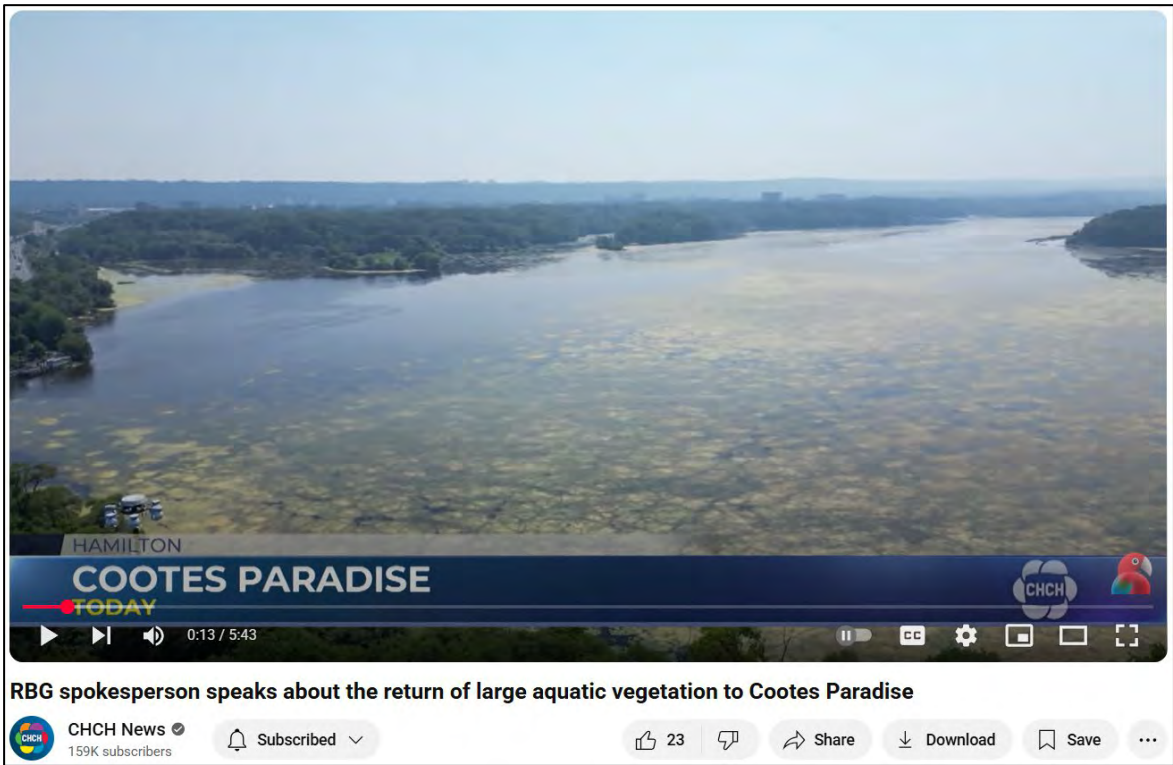 HAMILTON
COOTES PARADISE
TODAY
CHCH
0:13 / 5:43
CC
RBG spokesperson speaks about the return of large aquatic vegetation to Cootes Paradise
CHCH
CHCH News
159K subscribers
Subscribed
23
Share
Download
Save